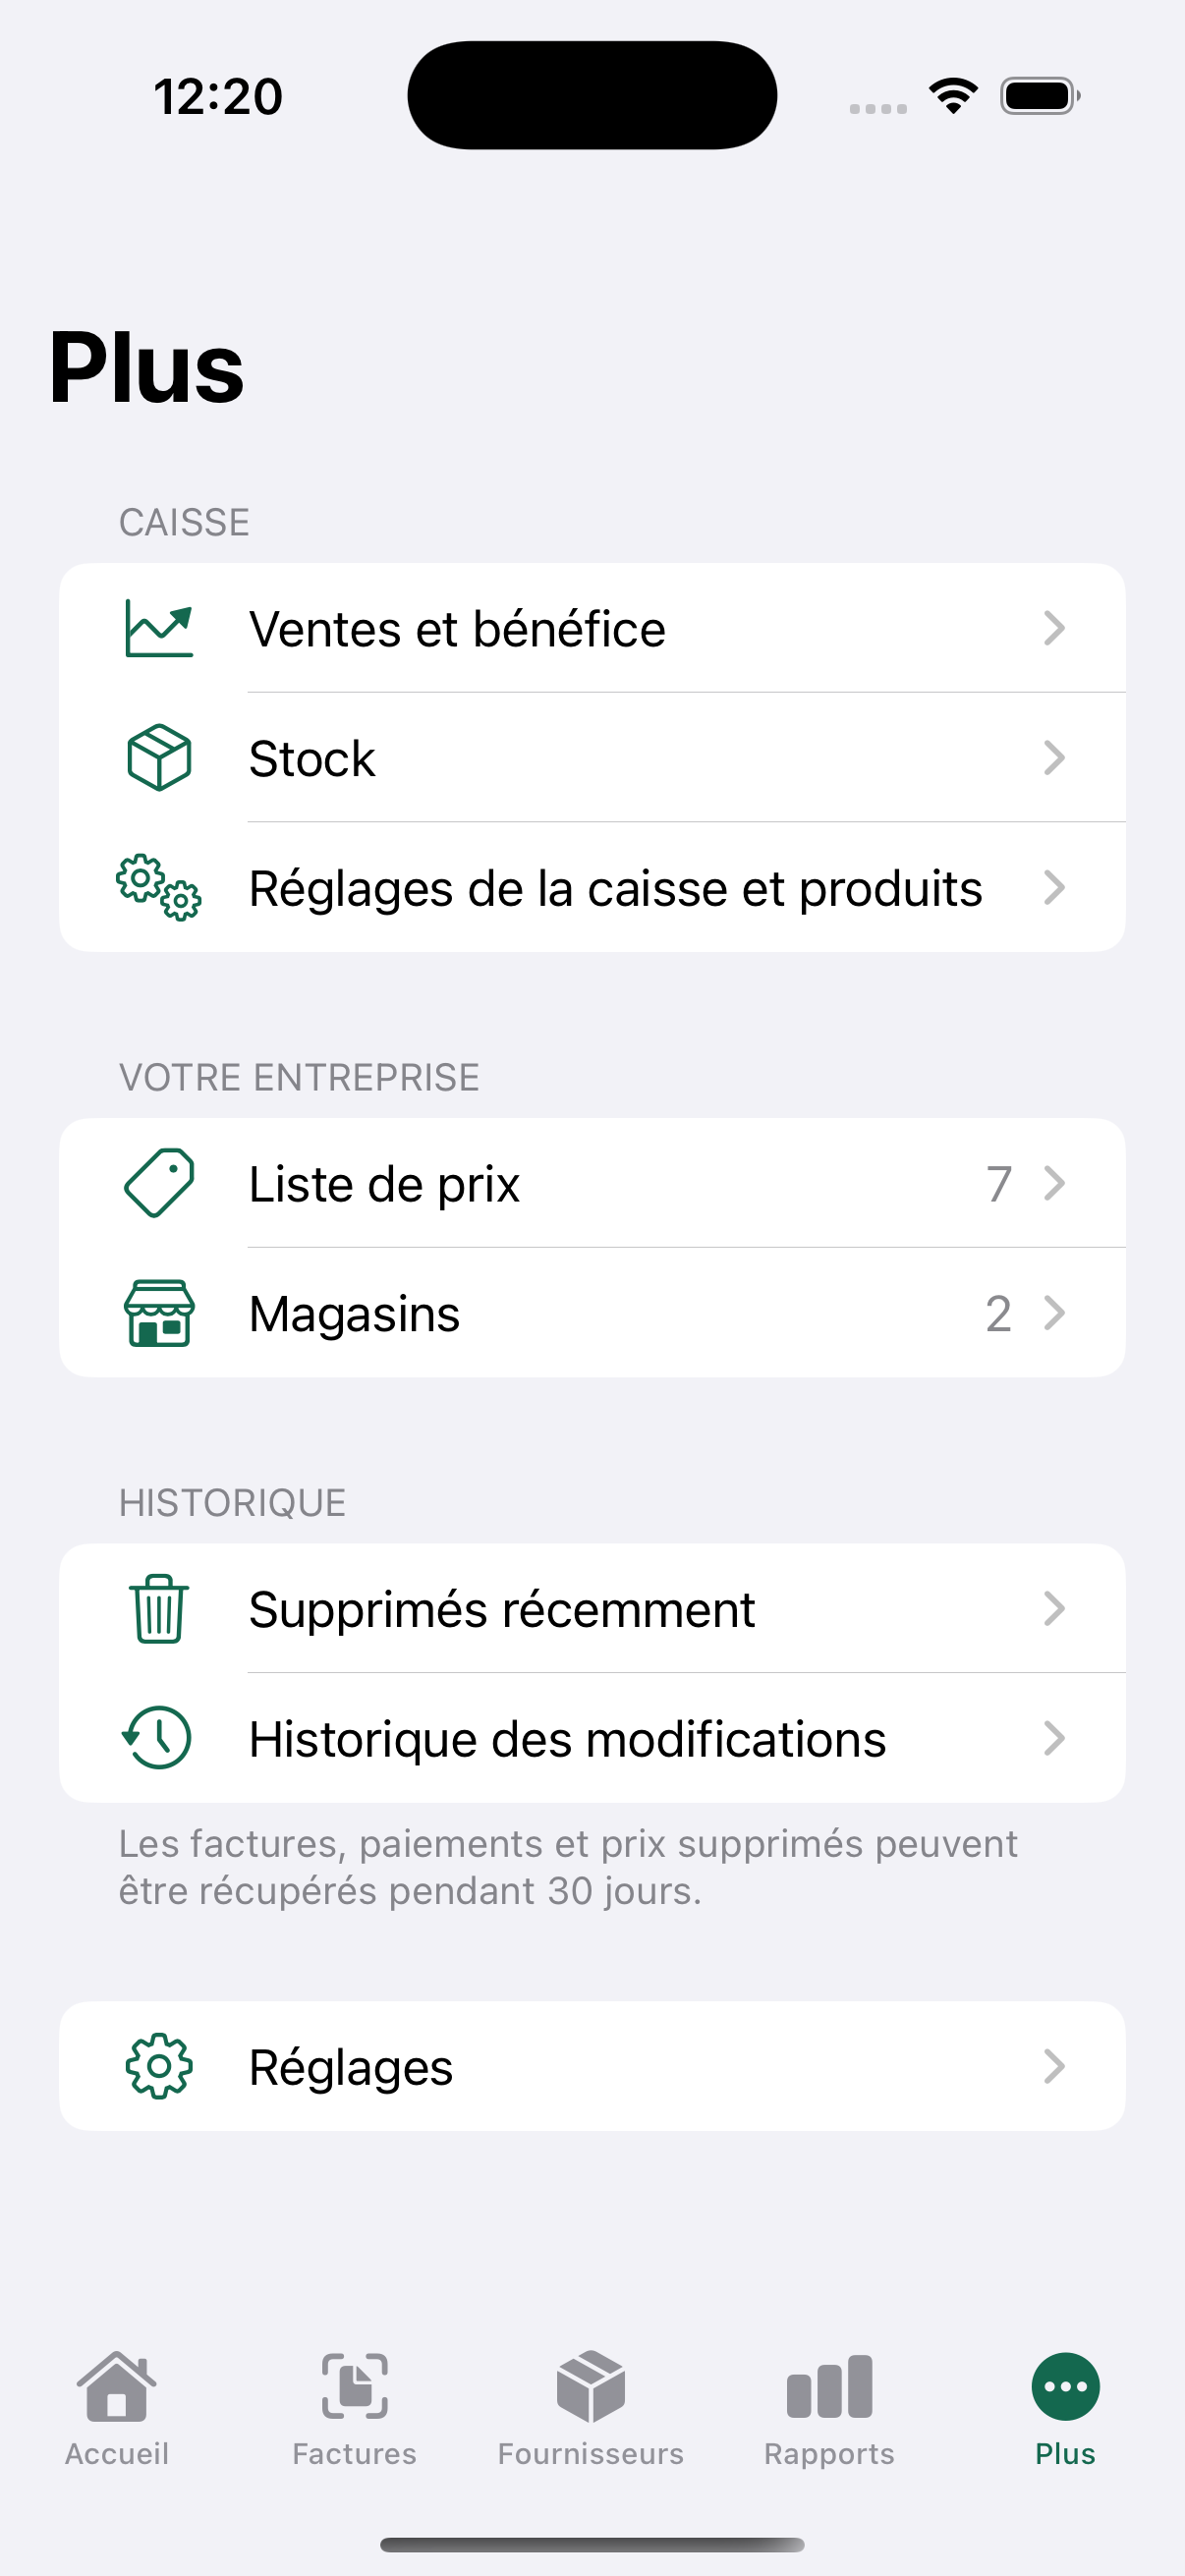 12:20
Plus
CAISSE
Ventes et bénéfice
Stock
Réglages de la caisse et produits
VOTRE ENTREPRISE
Liste de prix 7
Magasins 2
HISTORIQUE
Supprimés récemment
Historique des modifications
Les factures, paiements et prix supprimés peuvent
être récupérés pendant 30 jours.
Réglages
Accueil Factures Fournisseurs Rapports Plus